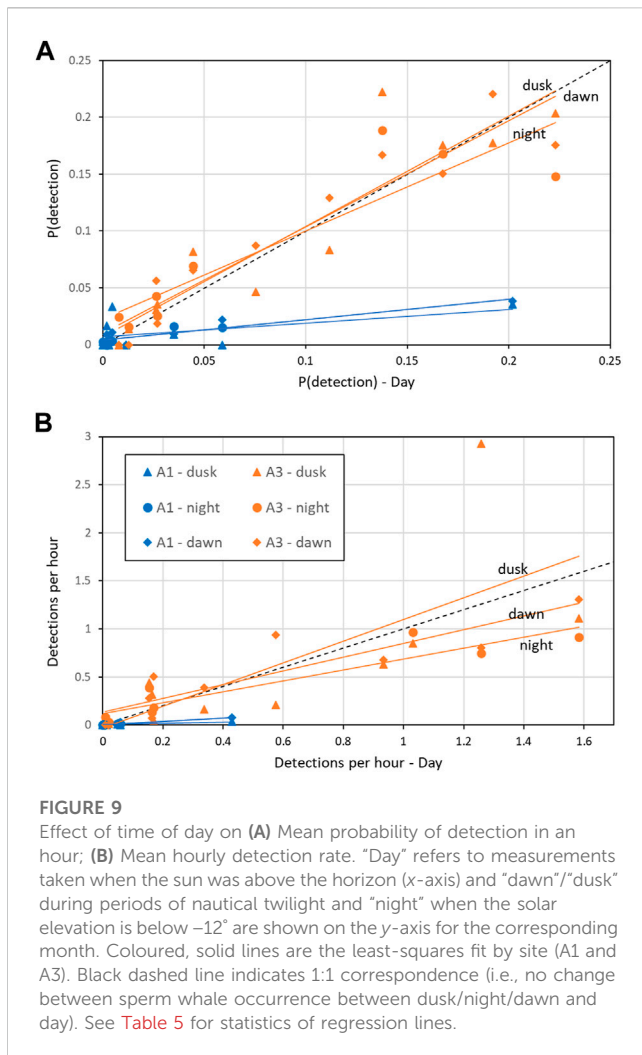 A
0.25
0.2
0.15
0.1
0.05
0
P(detection)
dusk
dawn
night
0 0.05 0.1 0.15 0.2 0.25
P(detection) - Day
B
3
2.5
2
1.5
1
0.5
0
Detections per hour
A1 - dusk A3 - dusk
A1 - night A3 - night
A1 - dawn A3 - dawn
dusk
dawn
night
0 0.2 0.4 0.6 0.8 1 1.2 1.4 1.6
Detections per hour - Day
FIGURE 9
Effect of time of day on (A) Mean probability of detection in an
hour; (B) Mean hourly detection rate. “Day” refers to measurements
taken when the sun was above the horizon (x-axis) and “dawn”/“dusk”
during periods of nautical twilight and “night” when the solar
elevation is below −12° are shown on the y-axis for the corresponding
month. Coloured, solid lines are the least-squares fit by site (A1 and
A3). Black dashed line indicates 1:1 correspondence (i.e., no change
between sperm whale occurrence between dusk/night/dawn and
day). See Table 5 for statistics of regression lines.